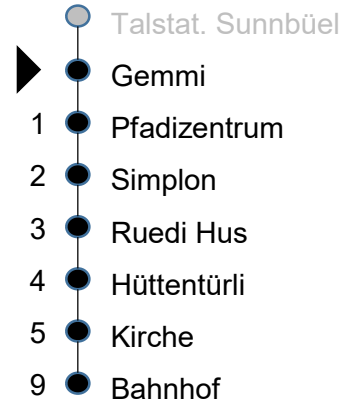 Talstat. Sunnbüel
Gemmi
1 Pfadizentrum
2 Simplon
3 Ruedi Hus
4 Hüttentürli
5 Kirche
9 Bahnhof